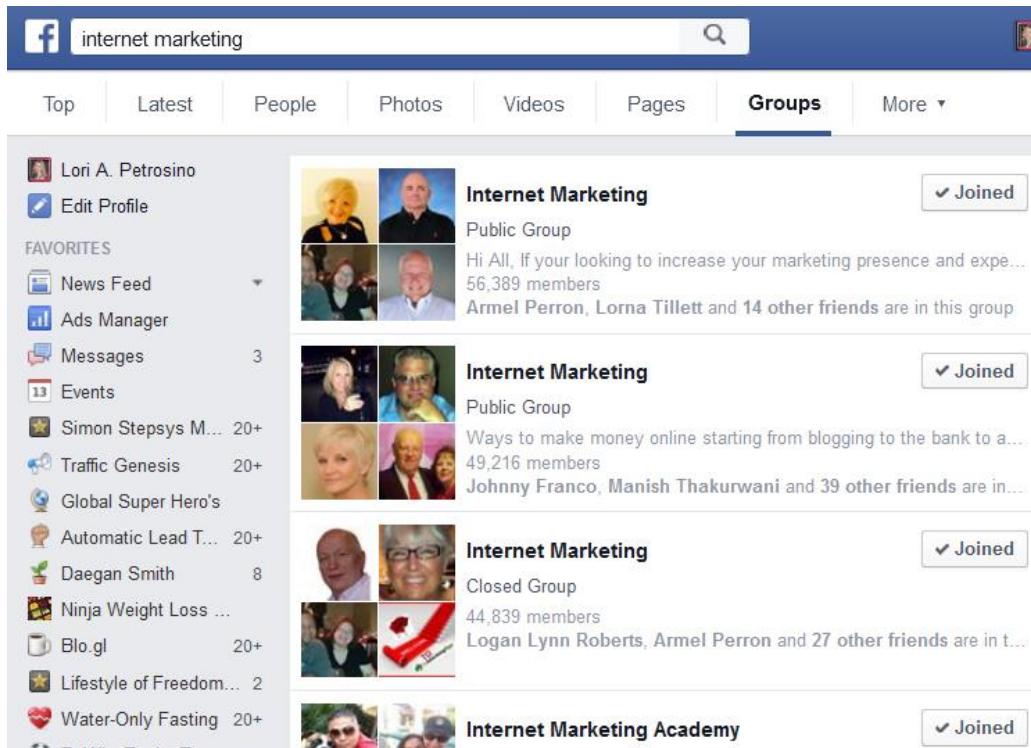 f internet marketing
Top Latest People Photos Videos Pages Groups More
Lori A. Petrosino
Edit Profile
FAVORITES
News Feed
Ads Manager
Messages 3
13 Events
Simon Stepsys M... 20+
Traffic Genesis 20+
Global Super Hero's
Automatic Lead T... 20+
Daegan Smith 8
Ninja Weight Loss ...
Blo.gl 20+
Lifestyle of Freedom... 2
Water-Only Fasting 20+
Internet Marketing
Joined
Public Group
Hi All, If your looking to increase your marketing presence and expe...
56,389 members
Armel Perron, Lorna Tillett and 14 other friends are in this group
Internet Marketing
Joined
Public Group
Ways to make money online starting from blogging to the bank to a...
49,216 members
Johnny Franco, Manish Thakurwani and 39 other friends are in...
Internet Marketing
Joined
Closed Group
44,839 members
Logan Lynn Roberts, Armel Perron and 27 other friends are in t...
Internet Marketing Academy
Joined